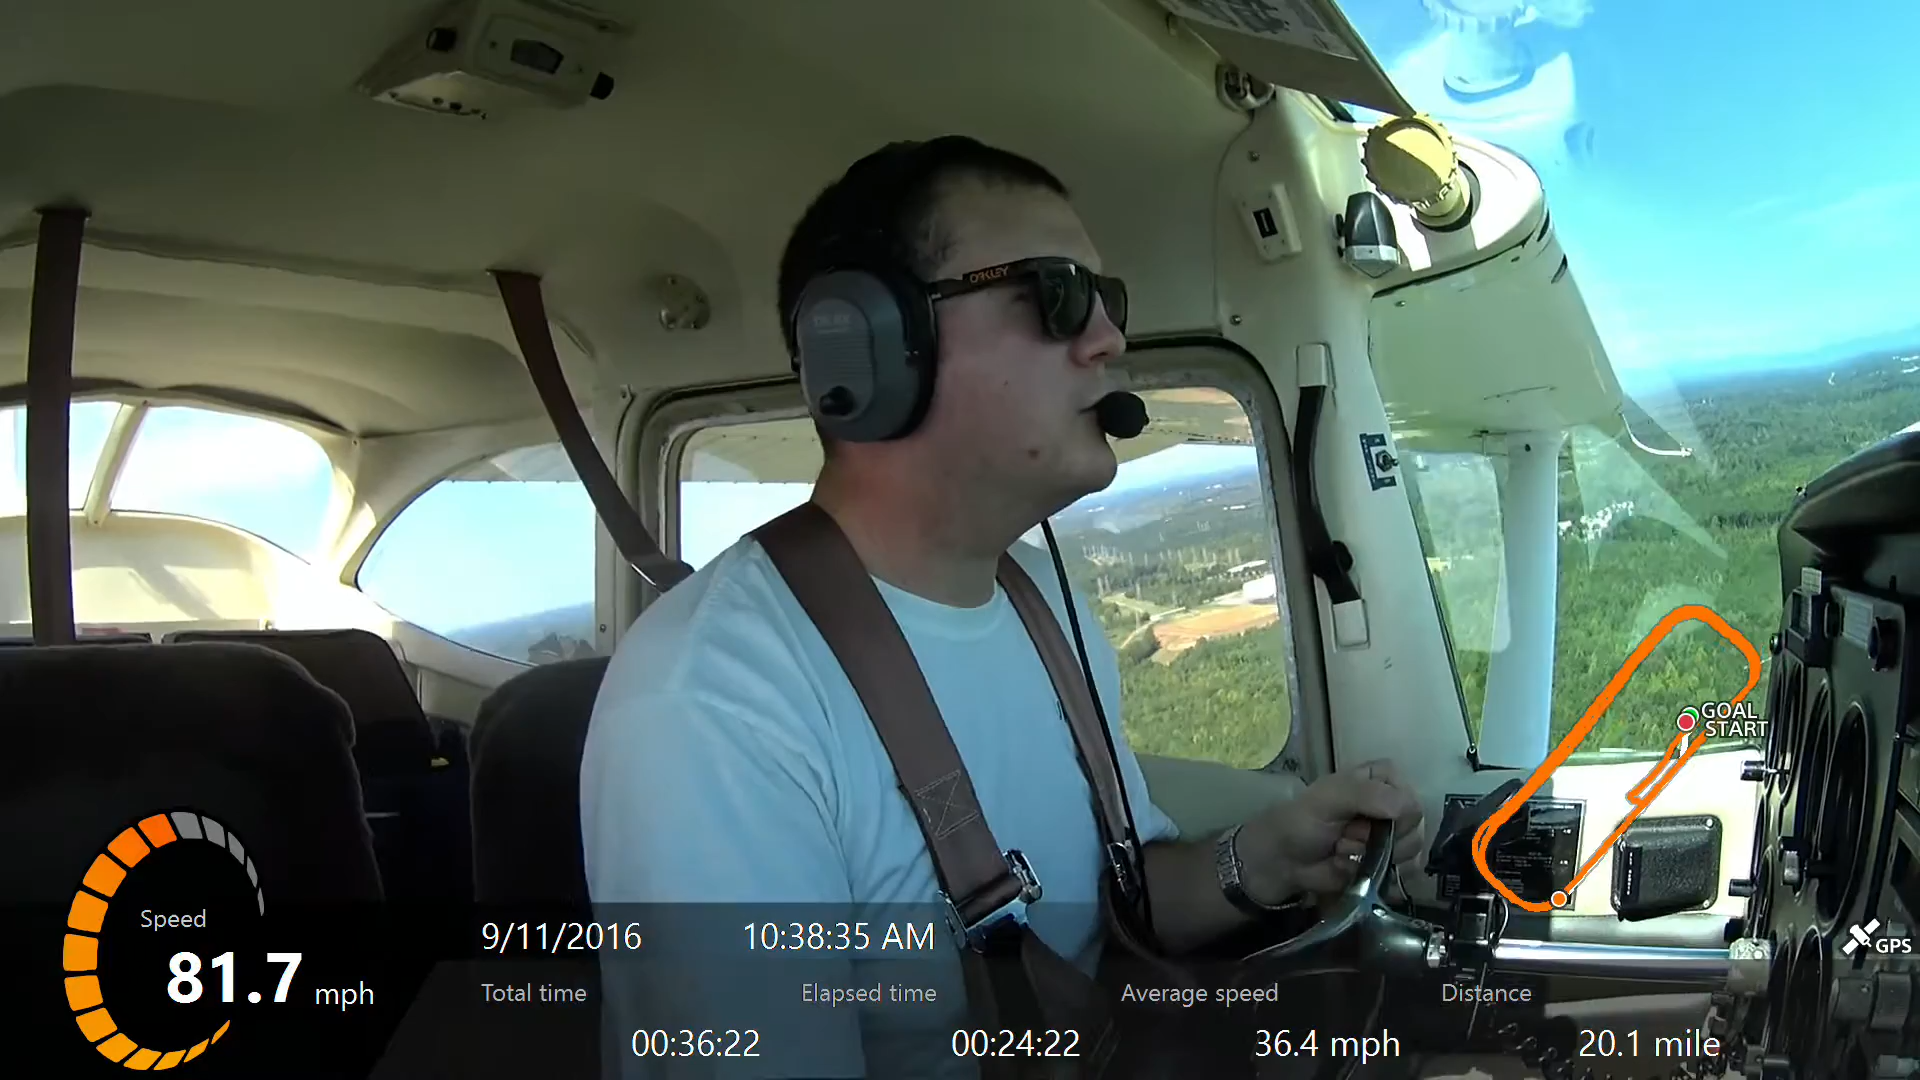 OAKLEY
GOAL
START
GPS
Speed
81.7 mph
9/11/2016
10:38:35 AM
Total time
Elapsed time
Average speed
Distance
00:36:22
00:24:22
36.4 mph
20.1 mile